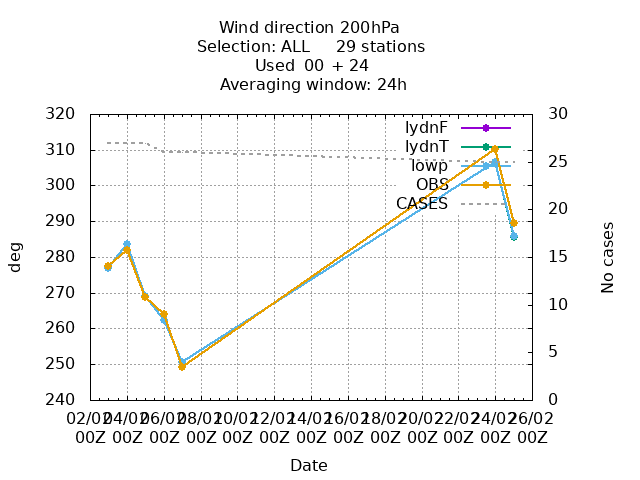 Wind direction 200hPa
Selection: ALL 29 stations
Used 00 + 24
Averaging window: 24h
320 30
310 25
300 20
290 15
280 10
270 5
260 0
250
240
deg
No cases
lydnF
lydnT
lowp
OBS
CASES
02/02 04/02 06/02 08/02 10/02 12/02 14/02 16/02 18/02 20/02 22/02 24/02 26/02
00Z 00Z 00Z 00Z 00Z 00Z 00Z 00Z 00Z 00Z 00Z 00Z 00Z
Date